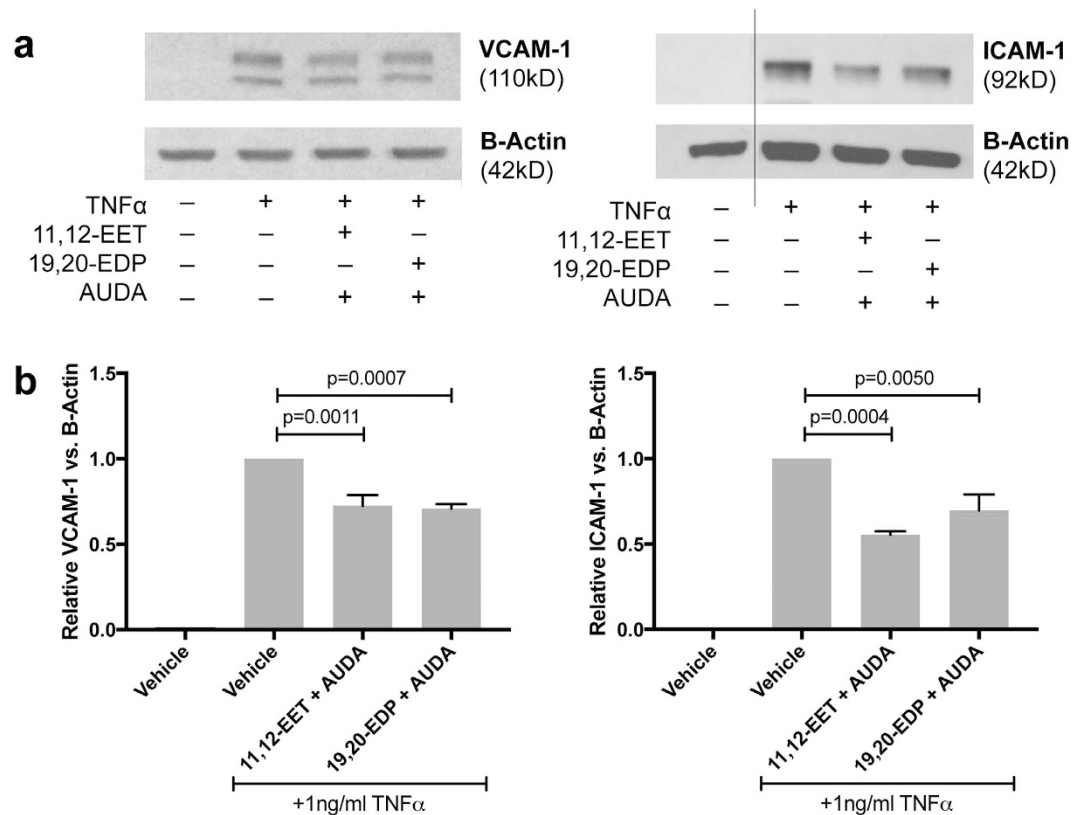 a
VCAM-1
(110kD)
B-Actin
(42kD)
TNFα – + + +
11,12-EET – – + –
19,20-EDP – – – +
AUDA – – + +
ICAM-1
(92kD)
B-Actin
(42kD)
TNFα – + + +
11,12-EET – – + –
19,20-EDP – – – +
AUDA – – + +
b
Relative VCAM-1 vs. B-Actin
1.5
1.0
0.5
0.0
p=0.0007
p=0.0011
Vehicle
Vehicle
11,12-EET + AUDA
19,20-EDP + AUDA
+1ng/ml TNFα
Relative ICAM-1 vs. B-Actin
1.5
1.0
0.5
0.0
p=0.0050
p=0.0004
Vehicle
Vehicle
11,12-EET + AUDA
19,20-EDP + AUDA
+1ng/ml TNFα